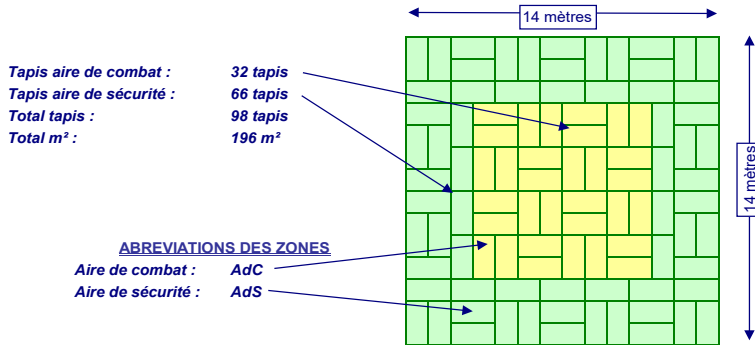 14 mètres
Tapis aire de combat : 32 tapis
Tapis aire de sécurité : 66 tapis
Total tapis : 98 tapis
Total m² : 196 m²
14 mètres
ABREVIATIONS DES ZONES
Aire de combat : AdC
Aire de sécurité : AdS